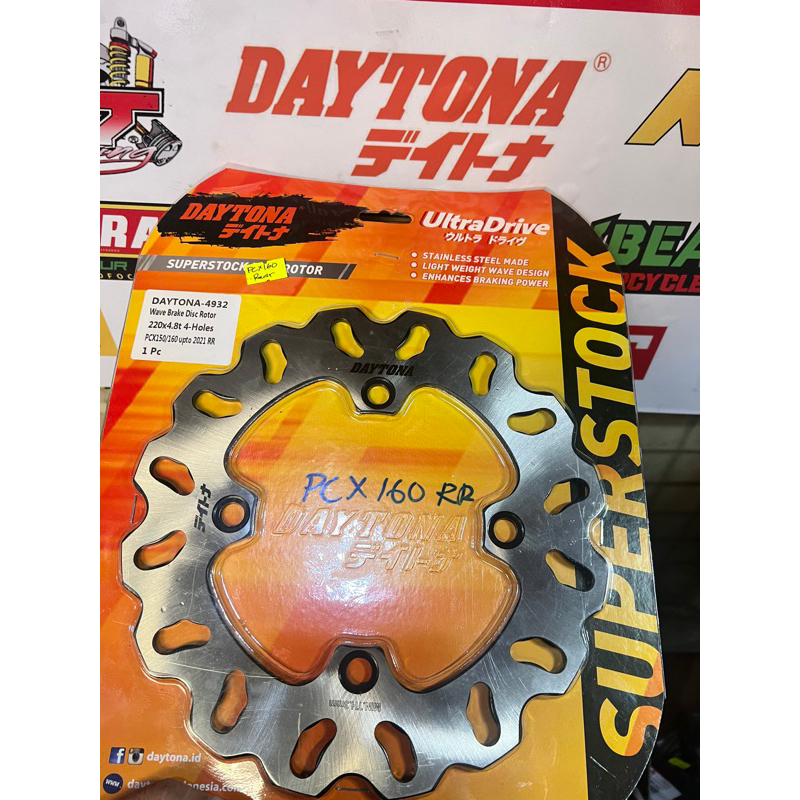 DAYTONA®
デイトナ
DAYTONA
デイトナ
UltraDrive
ウルトラ ドライヴ
SUPERSTOCK
ROTOR
PCX160
• STAINLESS STEEL MADE
• LIGHT WEIGHT WAVE DESIGN
• ENHANCES BRAKING POWER
DAYTONA-4932
Wave Brake Disc Rotor
220x4.8t 4-Holes
PCX150/160 upto 2021 RR
1 Pc
DAYTONA
デイトナ
PCX160 RR
DAYTONA
デイトナ
SUPERSTOCK
daytona.id
www.